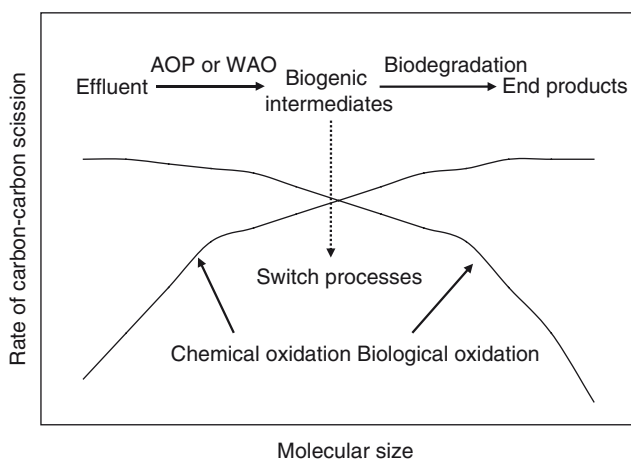 AOP or WAO
Effluent
Biogenic
intermediates
Biodegradation
End products
Switch processes
Chemical oxidation
Biological oxidation
Rate of carbon-carbon scission
Molecular size